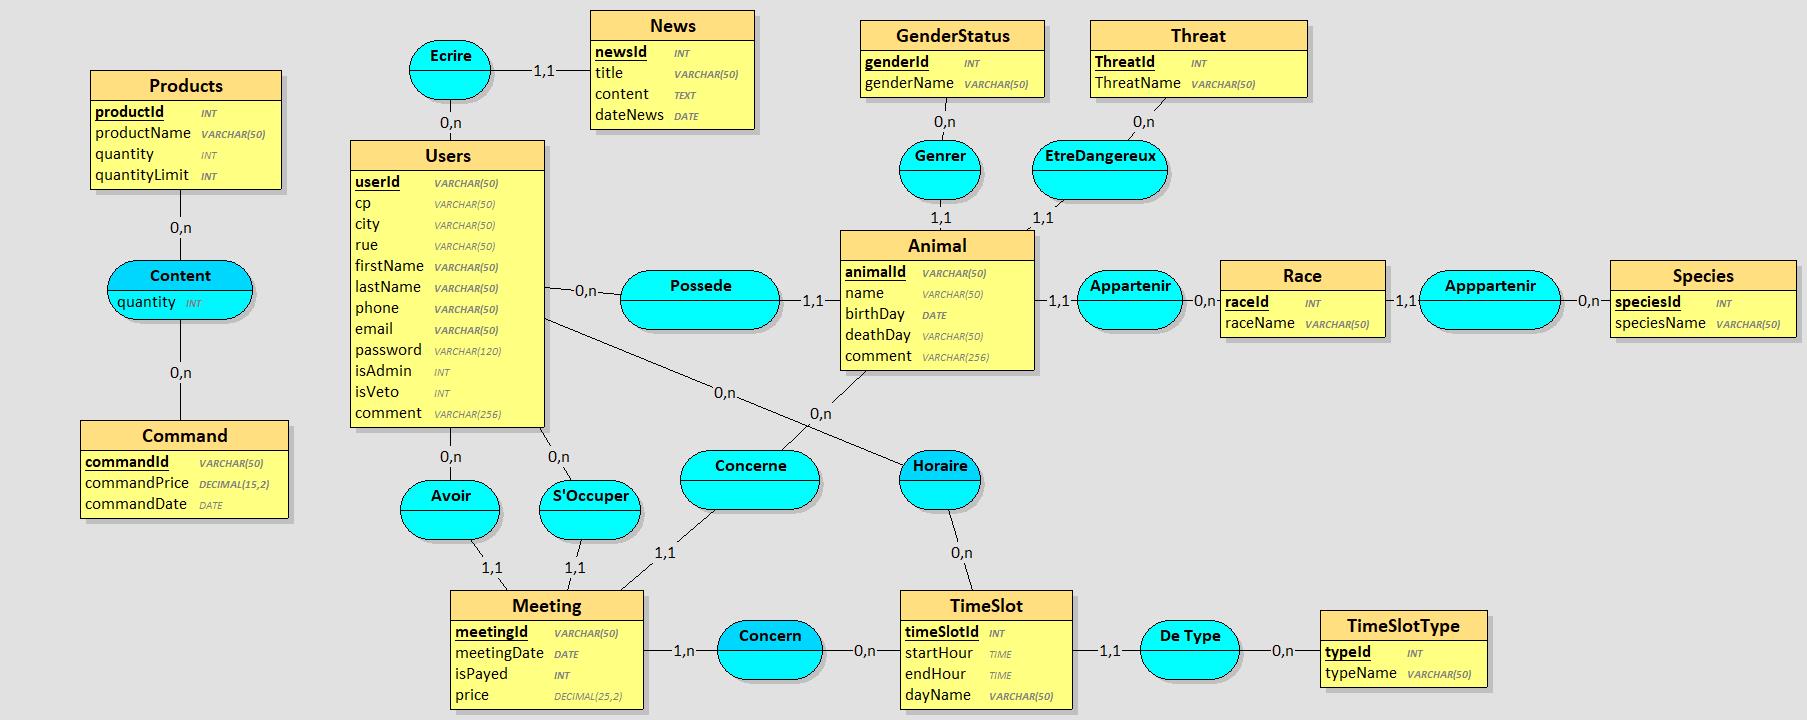 Products
productId INT
productName VARCHAR(50)
quantity INT
quantityLimit INT
0,n
Content
quantity INT
0,n
Command
commandId VARCHAR(50)
commandPrice DECIMAL(15,2)
commandDate DATE
Ecrire
1,1
0,n
News
newsId INT
title VARCHAR(50)
content TEXT
dateNews DATE
Users
userId VARCHAR(50)
cp VARCHAR(50)
city VARCHAR(50)
rue VARCHAR(50)
firstName VARCHAR(50)
lastName VARCHAR(50)
phone VARCHAR(50)
email VARCHAR(50)
password VARCHAR(120)
isAdmin INT
isVeto INT
comment VARCHAR(256)
GenderStatus
genderId INT
genderName VARCHAR(50)
0,n
Genrer
1,1
Threat
ThreatId INT
ThreatName VARCHAR(50)
0,n
EtreDangereux
1,1
0,n
Possede
1,1
Animal
animalId VARCHAR(50)
name VARCHAR(50)
birthDay DATE
deathDay VARCHAR(50)
comment VARCHAR(256)
1,1
Appartenir
0,n
Race
raceId INT
raceName VARCHAR(50)
1,1
Apppartenir
0,n
Species
speciesId INT
speciesName VARCHAR(50)
0,n
0,n
0,n
Avoir
1,1
0,n
S'Occuper
1,1
Concerne
1,1
Horaire
0,n
Meeting
meetingId VARCHAR(50)
meetingDate DATE
isPayed INT
price DECIMAL(25,2)
1,n
Concern
0,n
TimeSlot
timeSlotId INT
startHour TIME
endHour TIME
dayName VARCHAR(50)
1,1
De Type
0,n
TimeSlotType
typeId INT
typeName VARCHAR(50)